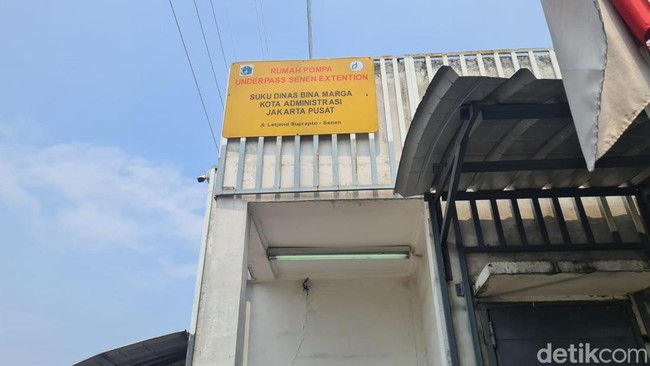 RUMAH POMPA
UNDERPASS SENEN EXTENTION
SUKU DINAS BINA MARGA
KOTA ADMINISTRASI
JAKARTA PUSAT
Jl. Letjend Suprapto - Senen
detikcom